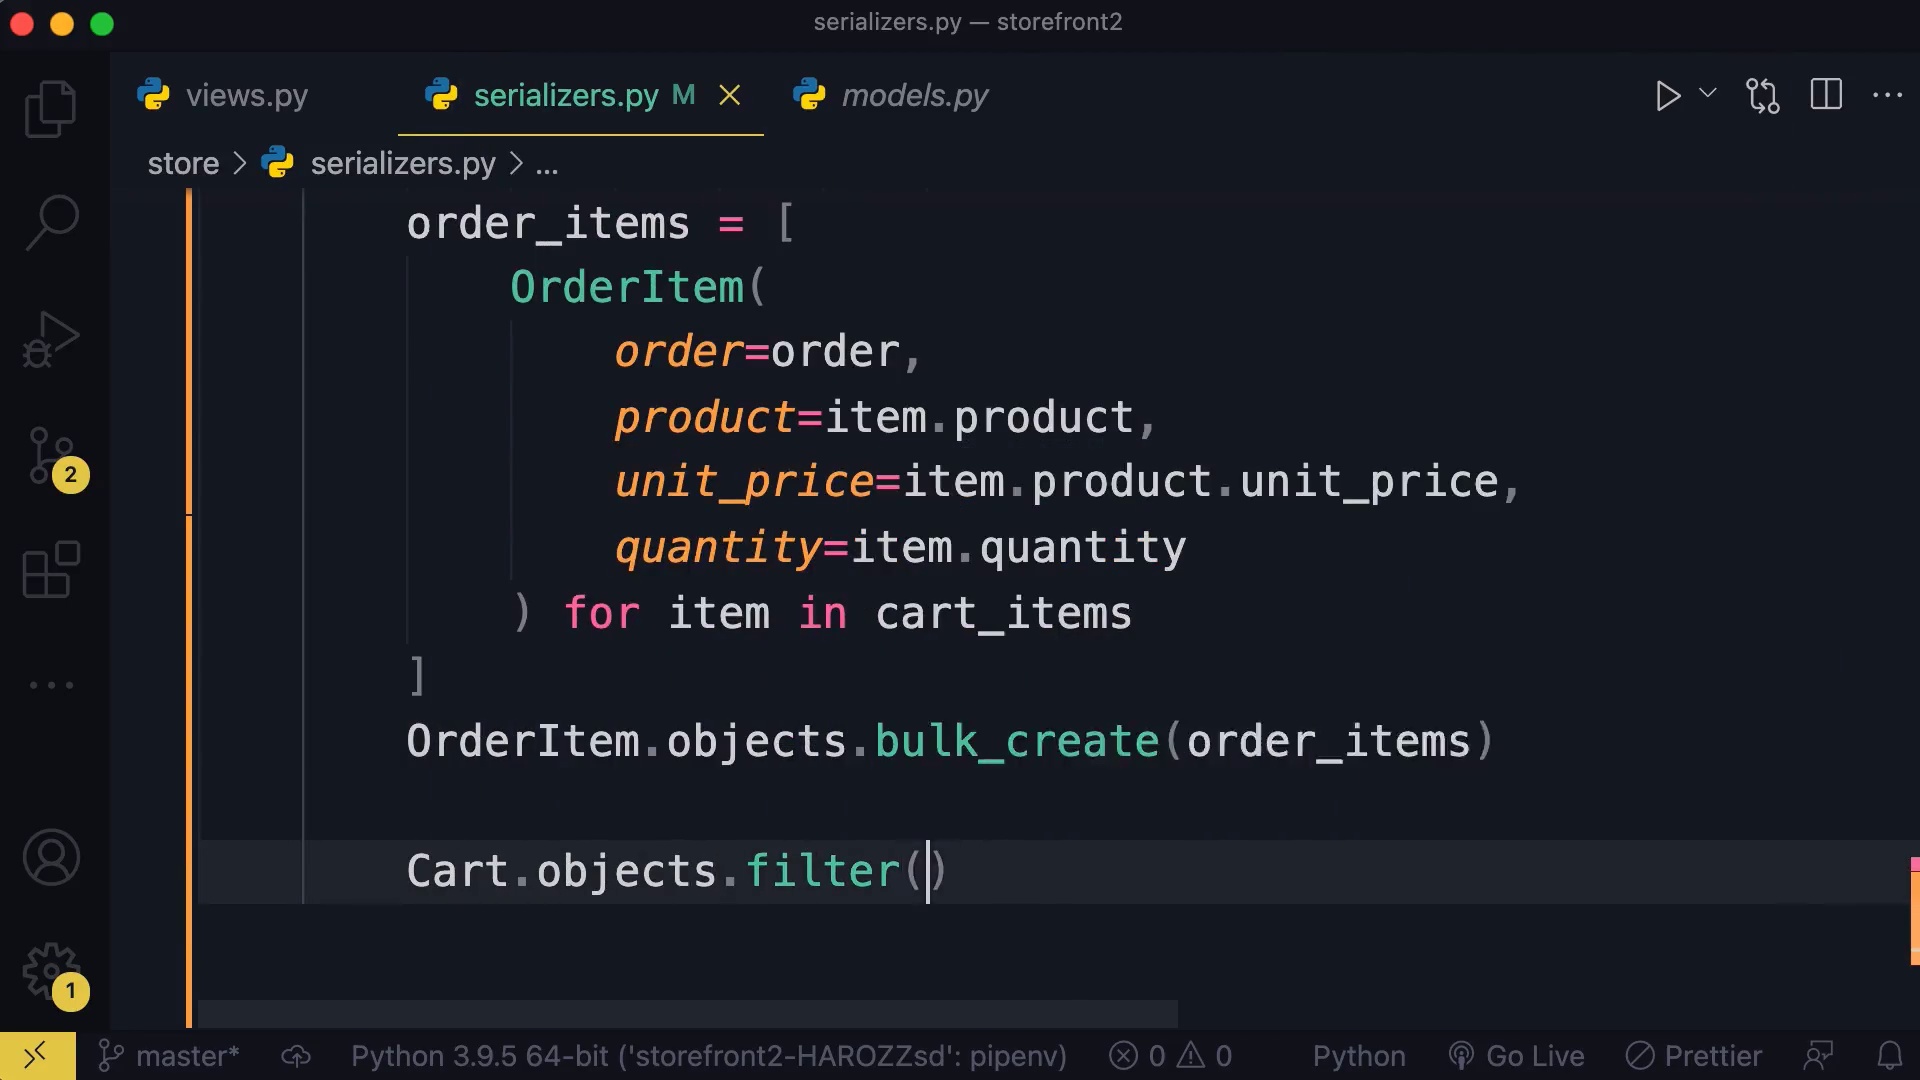 serializers.py — storefront2
views.py serializers.py M models.py
store > serializers.py > ...
order_items = [
OrderItem(
order=order,
product=item.product,
unit_price=item.product.unit_price,
quantity=item.quantity
) for item in cart_items
]
OrderItem.objects.bulk_create(order_items)
Cart.objects.filter()
2
1
master* Python 3.9.5 64-bit ('storefront2-HAROZZsd': pipenv) 0 0 Python Go Live Prettier